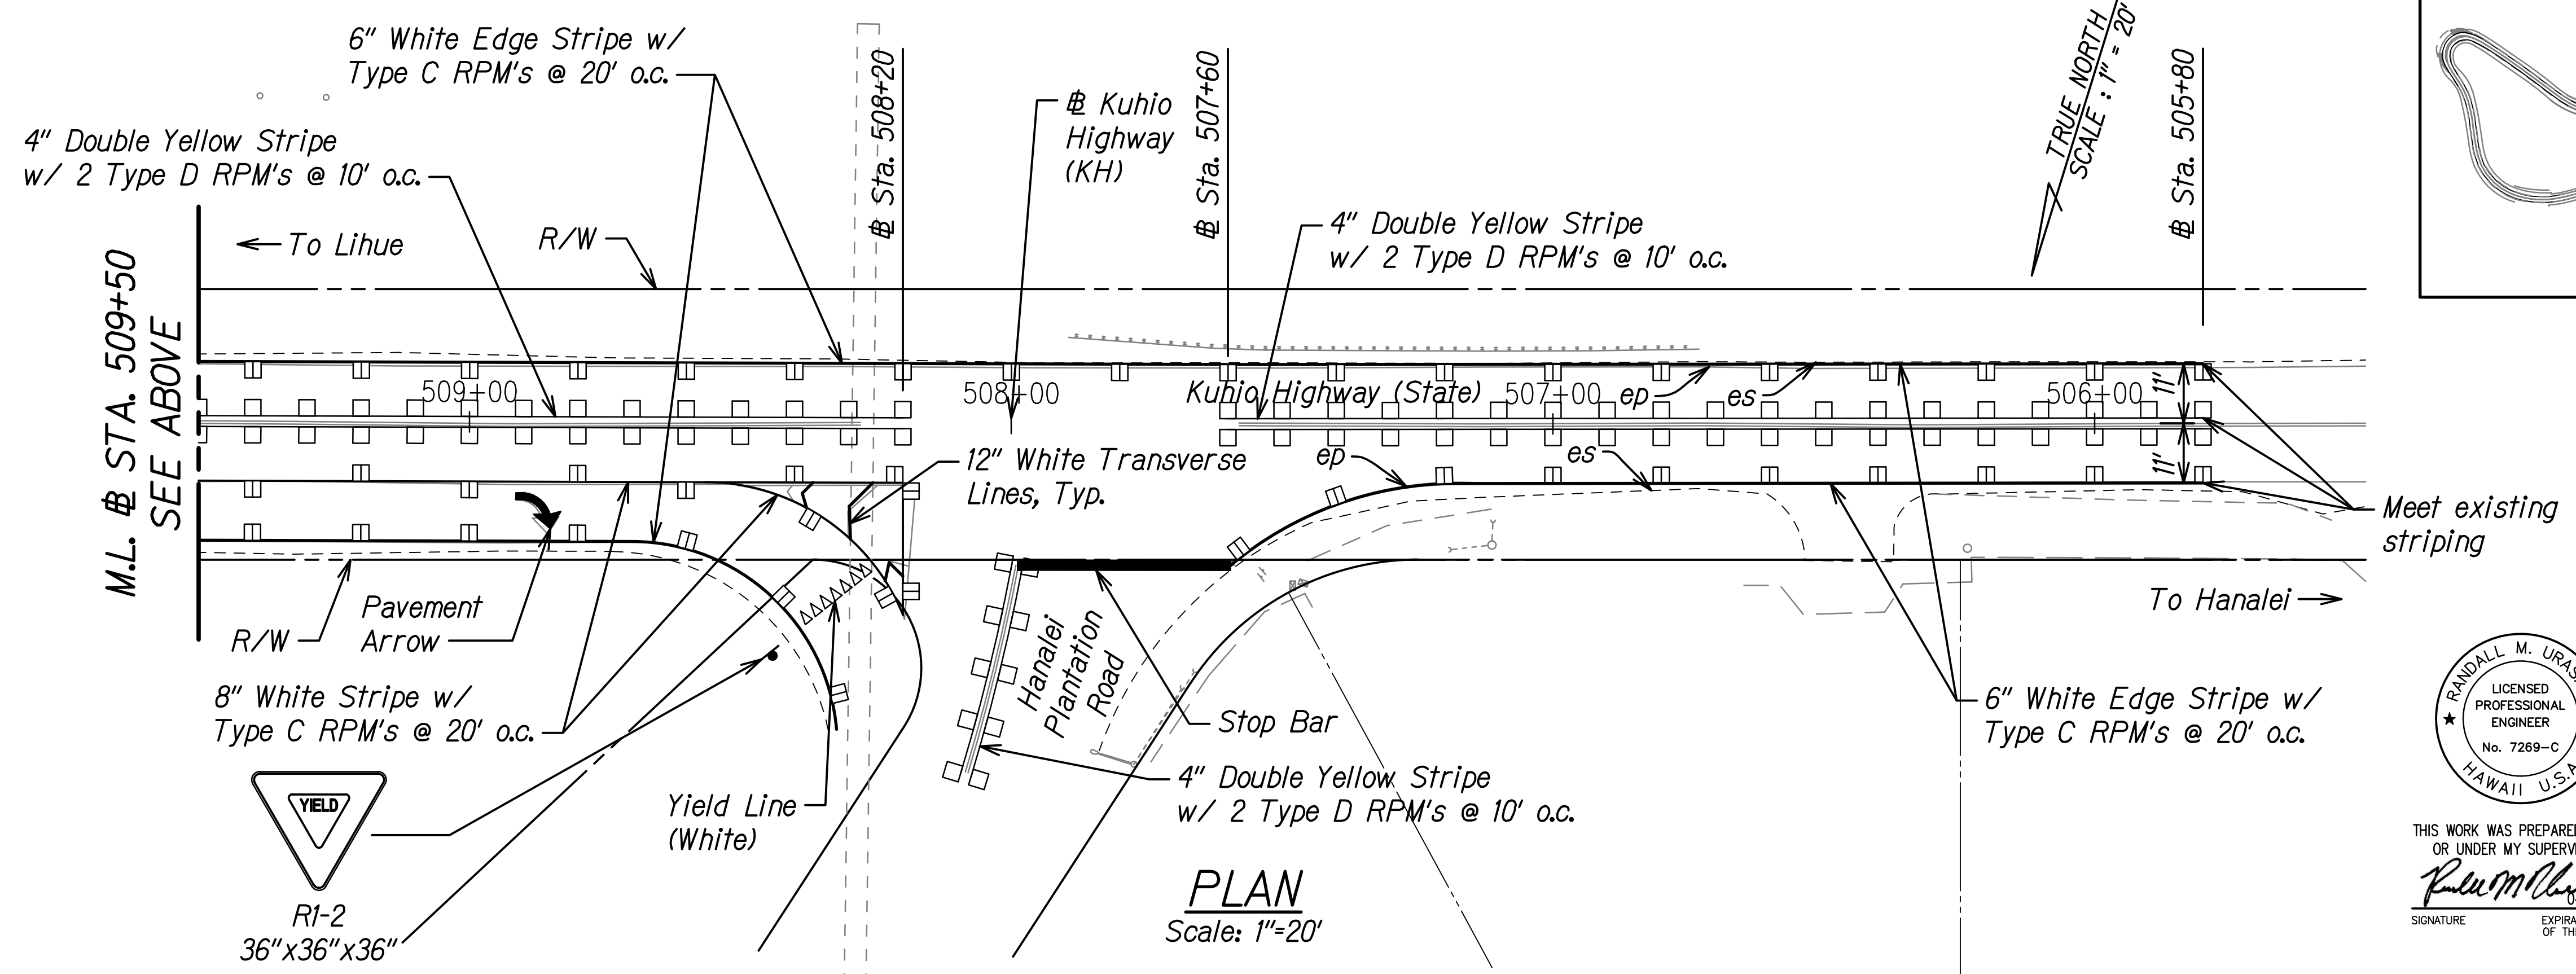 6" White Edge Stripe w/
Type C RPM's @ 20' o.c.
4" Double Yellow Stripe
w/ 2 Type D RPM's @ 10' o.c.
℄ Sta. 508+20
℄ Kuhio
Highway
(KH)
℄ Sta. 507+60
4" Double Yellow Stripe
w/ 2 Type D RPM's @ 10' o.c.
TRUE NORTH
SCALE : 1" = 20'
℄ Sta. 505+80
To Lihue
R/W
M.L. ℄ STA. 509+50
SEE ABOVE
509+00
508+00
Kuhio Highway (State)
507+00
ep
es
506+00
11'
11'
12" White Transverse
Lines, Typ.
ep
es
Meet existing
striping
R/W
Pavement
Arrow
8" White Stripe w/
Type C RPM's @ 20' o.c.
YIELD
R1-2
36"x36"x36"
Yield Line
(White)
Hanalei
Plantation
Road
Stop Bar
4" Double Yellow Stripe
w/ 2 Type D RPM's @ 10' o.c.
To Hanalei
6" White Edge Stripe w/
Type C RPM's @ 20' o.c.
PLAN
Scale: 1"=20'
RANDALL M.
LICENSED
PROFESSIONAL
ENGINEER
No. 7269-C
HAWAII U.S.A.
THIS WORK WAS
OR UNDER MY
SIGNATURE
OF